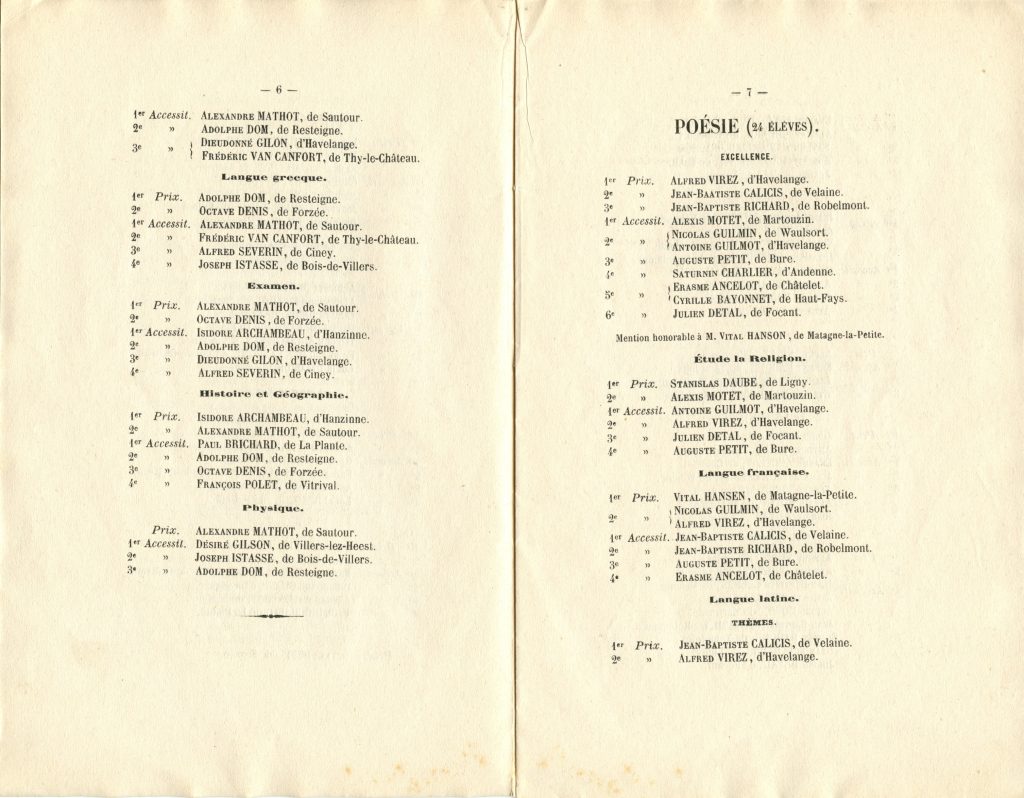 — 6 —
1er Accessit. ALEXANDRE MATHOT, de Sautour.
2e » ADOLPHE DOM, de Resteigne.
3e » { DIEUDONNÉ GILON, d'Havelange.
FRÉDÉRIC VAN CANFORT, de Thy-le-Château.
Langue grecque.
1er Prix. ADOLPHE DOM, de Resteigne.
2e » OCTAVE DENIS, de Forzée.
1er Accessit. ALEXANDRE MATHOT, de Sautour.
2e » FRÉDÉRIC VAN CANFORT, de Thy-le-Château.
3e » ALFRED SEVERIN, de Ciney.
4e » JOSEPH ISTASSE, de Bois-de-Villers.
Examen.
1er Prix. ALEXANDRE MATHOT, de Sautour.
2e » OCTAVE DENIS, de Forzée.
1er Accessit. ISIDORE ARCHAMBEAU, d'Hanzinne.
2e » ADOLPHE DOM, de Resteigne.
3e » DIEUDONNÉ GILON, d'Havelange.
4e » ALFRED SEVERIN, de Ciney.
Histoire et Géographie.
1er Prix. ISIDORE ARCHAMBEAU, d'Hanzinne.
2e » ALEXANDRE MATHOT, de Sautour.
1er Accessit. PAUL BRICHARD, de La Plante.
2e » ADOLPHE DOM, de Resteigne.
3e » OCTAVE DENIS, de Forzée.
4e » FRANÇOIS POLET, de Vitrival.
Physique.
Prix. ALEXANDRE MATHOT, de Sautour.
1er Accessit. DÉSIRÉ GILSON, de Villers-lez-Heest.
2e » JOSEPH ISTASSE, de Bois-de-Villers.
3e » ADOLPHE DOM, de Resteigne.
— 7 —
POÉSIE (24 ÉLÈVES).
EXCELLENCE.
1er Prix. ALFRED VIREZ, d'Havelange.
2e » JEAN-BAATISTE CALICIS, de Velaine.
3e » JEAN-BAPTISTE RICHARD, de Robelmont.
1er Accessit. ALEXIS MOTET, de Martouzin.
2e » { NICOLAS GUILMIN, de Waulsort.
ANTOINE GUILMOT, d'Havelange.
3e » AUGUSTE PETIT, de Bure.
4e » SATURNIN CHARLIER, d'Andenne.
5e » { ERASME ANCELOT, de Châtelet.
CYRILLE BAYONNET, de Haut-Fays.
6e » JULIEN DETAL, de Focant.
Mention honorable à M. VITAL HANSON, de Matagne-la-Petite.
Étude la Religion.
1er Prix. STANISLAS DAUBE, de Ligny.
2e » ALEXIS MOTET, de Martouzin.
1er Accessit. ANTOINE GUILMOT, d'Havelange.
2e » ALFRED VIREZ, d'Havelange.
3e » JULIEN DETAL, de Focant.
4e » AUGUSTE PETIT, de Bure.
Langue française.
1er Prix. VITAL HANSEN, de Matagne-la-Petite.
2e » { NICOLAS GUILMIN, de Waulsort.
ALFRED VIREZ, d'Havelange.
1er Accessit. JEAN-BAPTISTE CALICIS, de Velaine.
2e » JEAN-BAPTISTE RICHARD, de Robelmont.
3e » AUGUSTE PETIT, de Bure.
4e » ERASME ANCELOT, de Châtelet.
Langue latine.
THÈMES.
1er Prix. JEAN-BAPTISTE CALICIS, de Velaine.
2e » ALFRED VIREZ, d'Havelange.